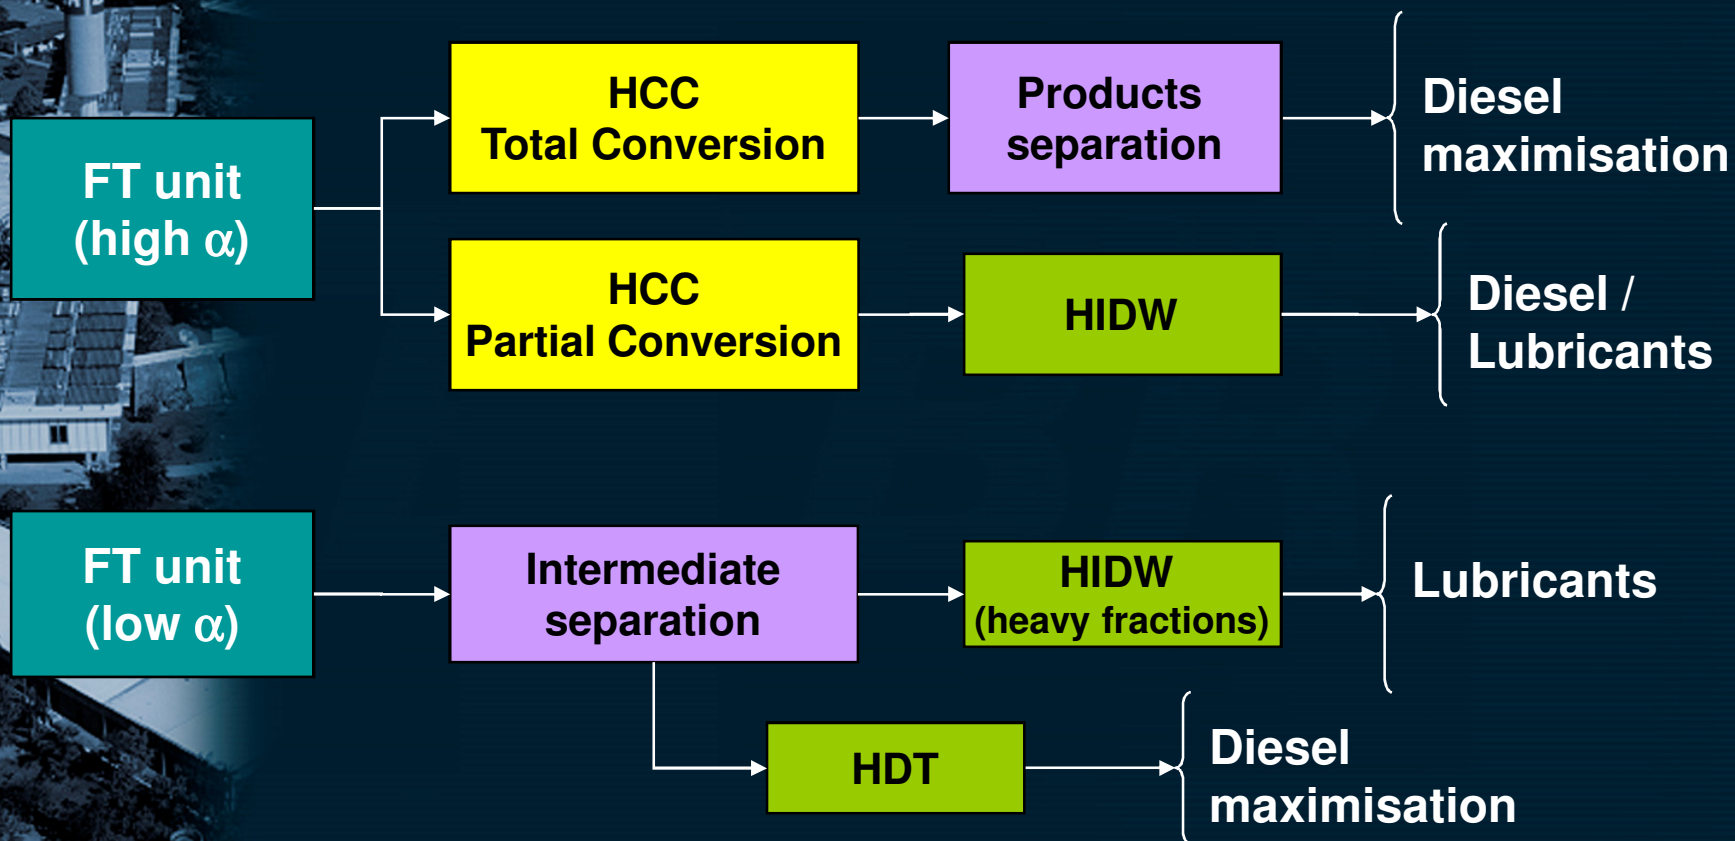 FT unit
(high α)
HCC
Total Conversion
Products
separation
Diesel
maximisation
HCC
Partial Conversion
HIDW
Diesel /
Lubricants
FT unit
(low α)
Intermediate
separation
HIDW
(heavy fractions)
Lubricants
HDT
Diesel
maximisation